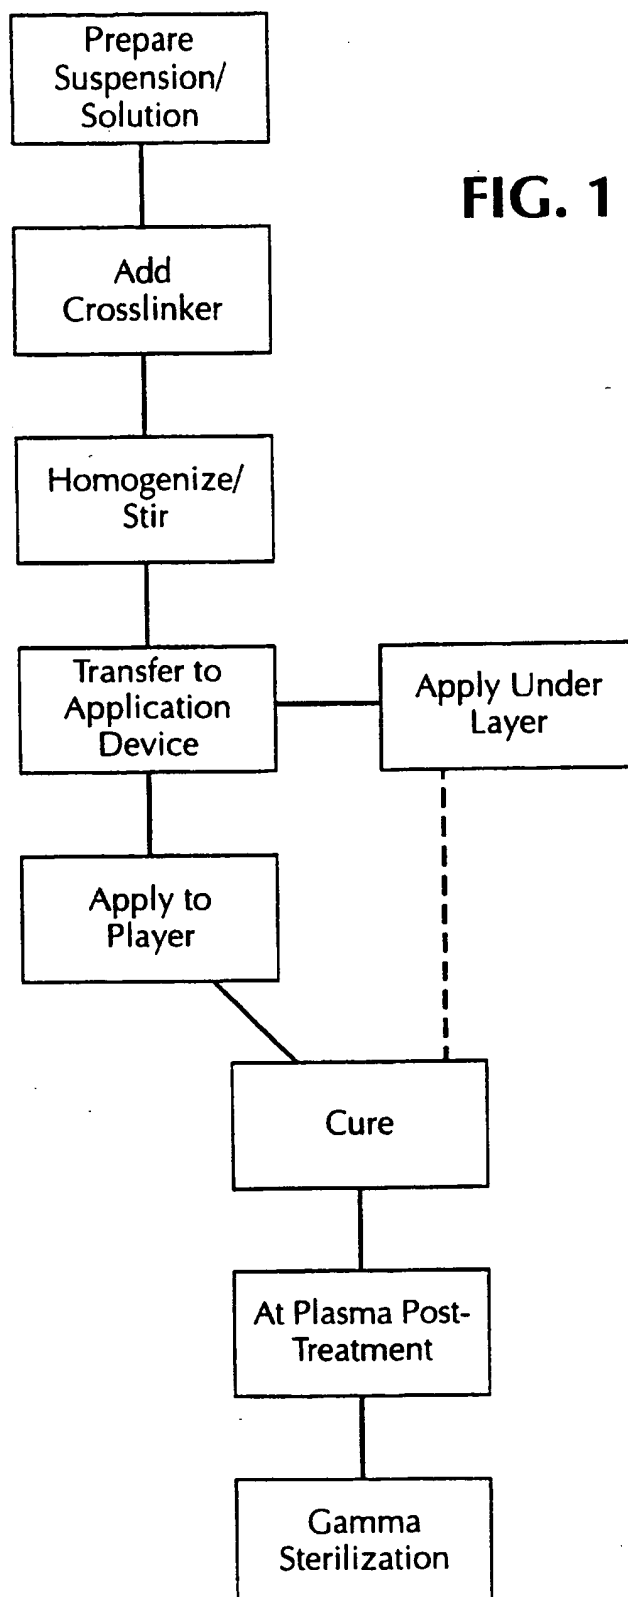 Prepare
Suspension/
Solution
FIG. 1
Add
Crosslinker
Homogenize/
Stir
Transfer to
Application
Device
Apply Under
Layer
Apply to
Player
Cure
At Plasma Post-
Treatment
Gamma
Sterilization